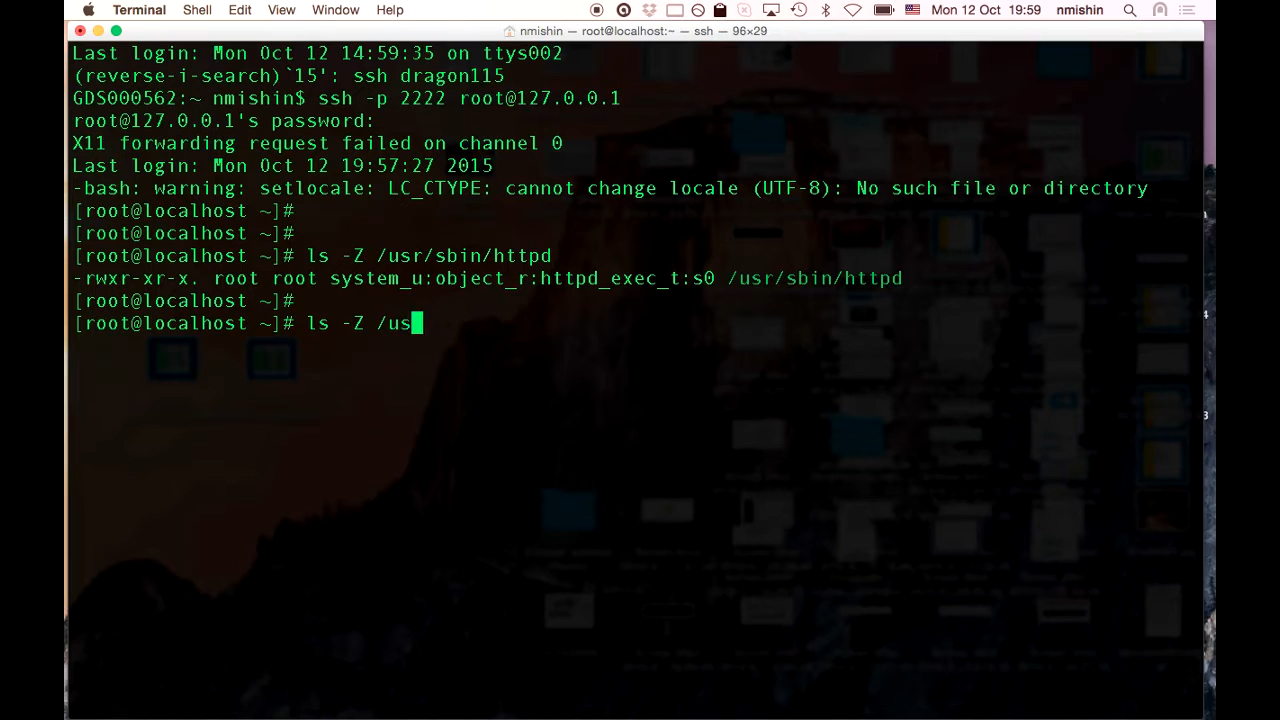 Terminal Shell Edit View Window Help Mon 12 Oct 19:59 nmishin
nmishin — root@localhost:~ — ssh — 96×29
Last login: Mon Oct 12 14:59:35 on ttys002
(reverse-i-search)`15': ssh dragon115
GDS000562:~ nmishin$ ssh -p 2222 root@127.0.0.1
root@127.0.0.1's password:
X11 forwarding request failed on channel 0
Last login: Mon Oct 12 19:57:27 2015
-bash: warning: setlocale: LC_CTYPE: cannot change locale (UTF-8): No such file or directory
[root@localhost ~]#
[root@localhost ~]#
[root@localhost ~]# ls -Z /usr/sbin/httpd
-rwxr-xr-x. root root system_u:object_r:httpd_exec_t:s0 /usr/sbin/httpd
[root@localhost ~]#
[root@localhost ~]# ls -Z /us